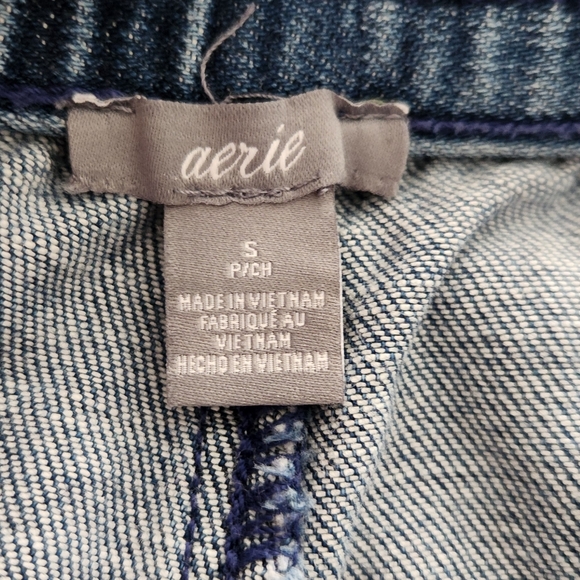 aerie
S
P/CH
MADE IN VIETNAM
FABRIQUÉ AU
VIETNAM
HECHO EN VIETNAM